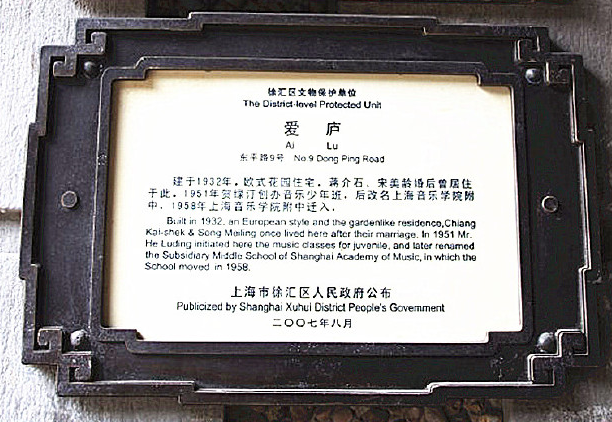 徐汇区文物保护单位
The District-level Protected Unit
爱 庐
Ai Lu
东平路9号 No.9 Dong Ping Road
建于1932年，欧式花园住宅，蒋介石、宋美龄婚后曾居住
于此，1951年贺绿汀创办音乐少年班，后改名上海音乐学院附
中，1958年上海音乐学院附中迁入。
Built in 1932, an European style and the gardenlike residence,Chiang
Kai-shek & Song Meiling once lived here after their marriage. In 1951 Mr.
He Luding initiated here the music classes for juvenile, and later renamed
the Subsidiary Middle School of Shanghai Academy of Music, in which the
School moved in 1958.
上海市徐汇区人民政府公布
Publicized by Shanghai Xuhui District People's Government
二〇〇七年八月